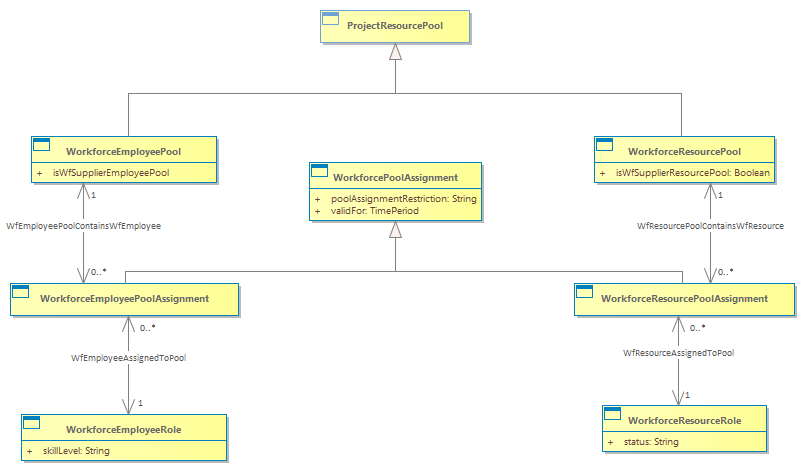 ProjectResourcePool
WorkforceEmployeePool
+ isWfSupplierEmployeePool
WorkforcePoolAssignment
+ poolAssignmentRestriction: String
+ validFor: TimePeriod
WorkforceResourcePool
+ isWfSupplierResourcePool: Boolean
1
WfEmployeePoolContainsWfEmployee
0..*
1
WfResourcePoolContainsWfResource
0..*
WorkforceEmployeePoolAssignment
WorkforceResourcePoolAssignment
0..*
WfEmployeeAssignedToPool
1
0..*
WfResourceAssignedToPool
1
WorkforceEmployeeRole
+ skillLevel: String
WorkforceResourceRole
+ status: String